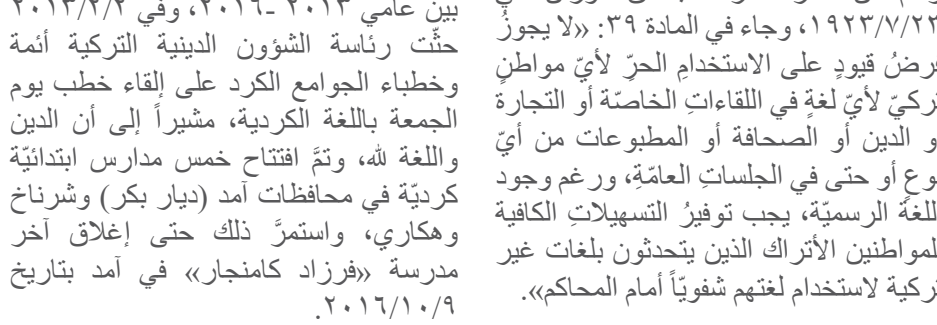 ١٩٢٣/٧/٢٣، وجاء في المادة ٣٩: «لا يجوزُ
فرضُ قيودٍ على الاستخدامِ الحرِّ لأيّ مواطنٍ
تركيّ لأيّ لغةٍ في اللقاءاتِ الخاصّة أو التجارة
أو الدين أو الصحافة أو المطبوعات من أيّ
نوعٍ أو حتى في الجلساتِ العامّةِ، ورغم وجود
اللغة الرسميّة، يجب توفيرُ التسهيلاتِ الكافية
للمواطنين الأتراك الذين يتحدثون بلغات غير
تركية لاستخدام لغتهم شفويّاً أمام المحاكم».
بين عامي ٢٠١٣ -٢٠١٦، وفي ٢٠١٣/٢/٢
حثّت رئاسة الشؤون الدينية التركية أئمة
وخطباء الجوامع الكرد على إلقاء خطب يوم
الجمعة باللغة الكردية، مشيراً إلى أن الدين
واللغة لله، وتمَّ افتتاح خمس مدارس ابتدائيّة
كرديّة في محافظات آمد (ديار بكر) وشرناخ
وهكاري، واستمرَّ ذلك حتى إغلاق آخر
مدرسة «فرزاد كامنجار» في آمد بتاريخ
٢٠١٦/١٠/٩.